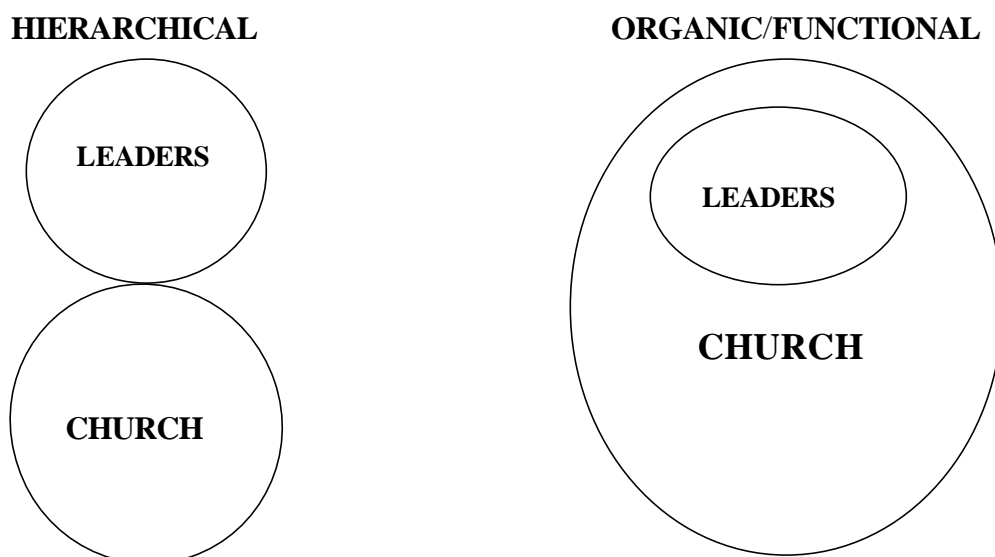 HIERARCHICAL
LEADERS
CHURCH
ORGANIC/FUNCTIONAL
LEADERS
CHURCH